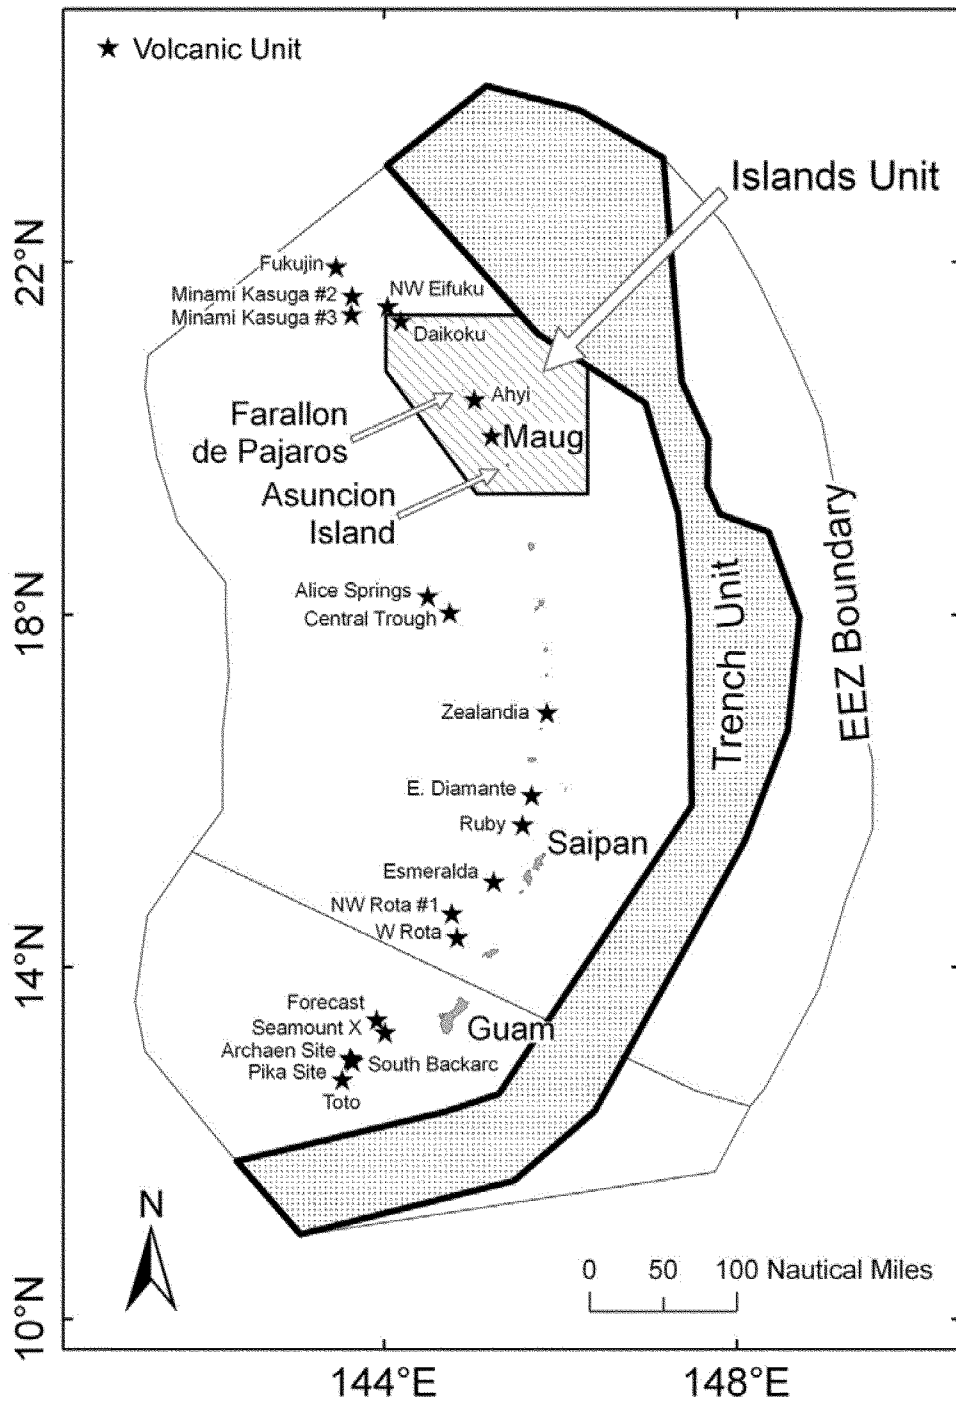 ★ Volcanic Unit
Islands Unit
22°N
Fukujin
Minami Kasuga #2
NW Eifuku
Minami Kasuga #3
Daikoku
Ahyi
Farallon
de Pajaros
Maug
Asuncion
Island
EEZ Boundary
Trench Unit
18°N
Alice Springs
Central Trough
Zealandia
E. Diamante
Ruby
Saipan
Esmeralda
NW Rota #1
W Rota
14°N
Forecast
Seamount X
Guam
Archaen Site
South Backarc
Pika Site
Toto
N
0 50 100 Nautical Miles
10°N
144°E 148°E